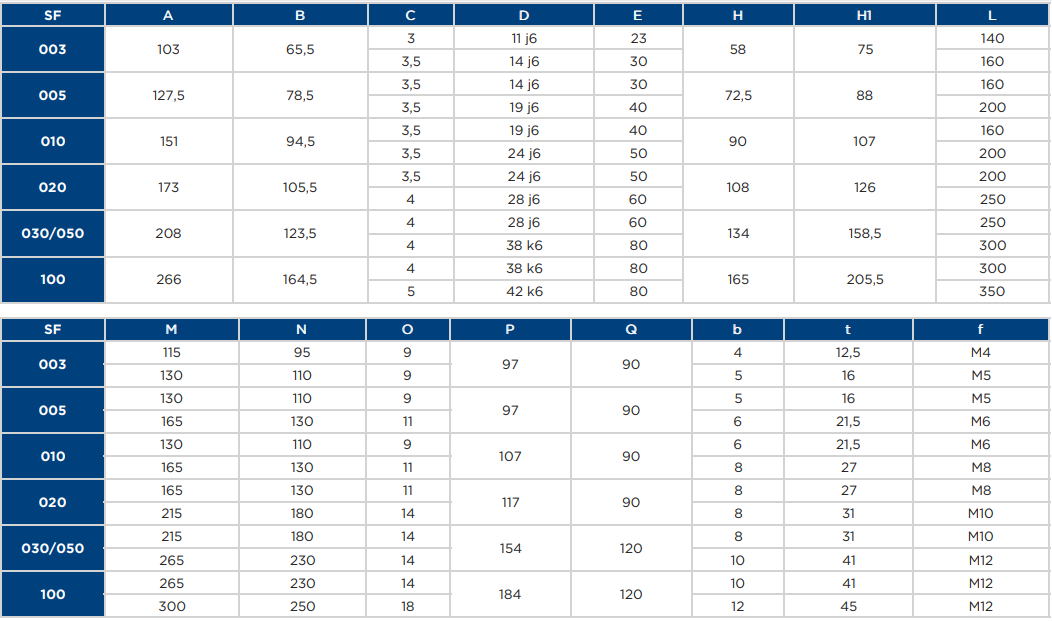 SF A B C D E H H1 L
003 103 65,5 3 11 j6 23 58 75 140
3,5 14 j6 30 160
005 127,5 78,5 3,5 14 j6 30 72,5 88 160
3,5 19 j6 40 200
010 151 94,5 3,5 19 j6 40 90 107 160
3,5 24 j6 50 200
020 173 105,5 3,5 24 j6 50 108 126 200
4 28 j6 60 250
030/050 208 123,5 4 28 j6 60 134 158,5 250
4 38 k6 80 300
100 266 164,5 4 38 k6 80 165 205,5 300
5 42 k6 80 350
SF M N O P Q b t f
003 115 95 9 97 90 4 12,5 M4
130 110 9 5 16 M5
005 130 110 9 97 90 5 16 M5
165 130 11 6 21,5 M6
010 130 110 9 107 90 6 21,5 M6
165 130 11 8 27 M8
020 165 130 11 117 90 8 27 M8
215 180 14 8 31 M10
030/050 215 180 14 154 120 8 31 M10
265 230 14 10 41 M12
100 265 230 14 184 120 10 41 M12
300 250 18 12 45 M12